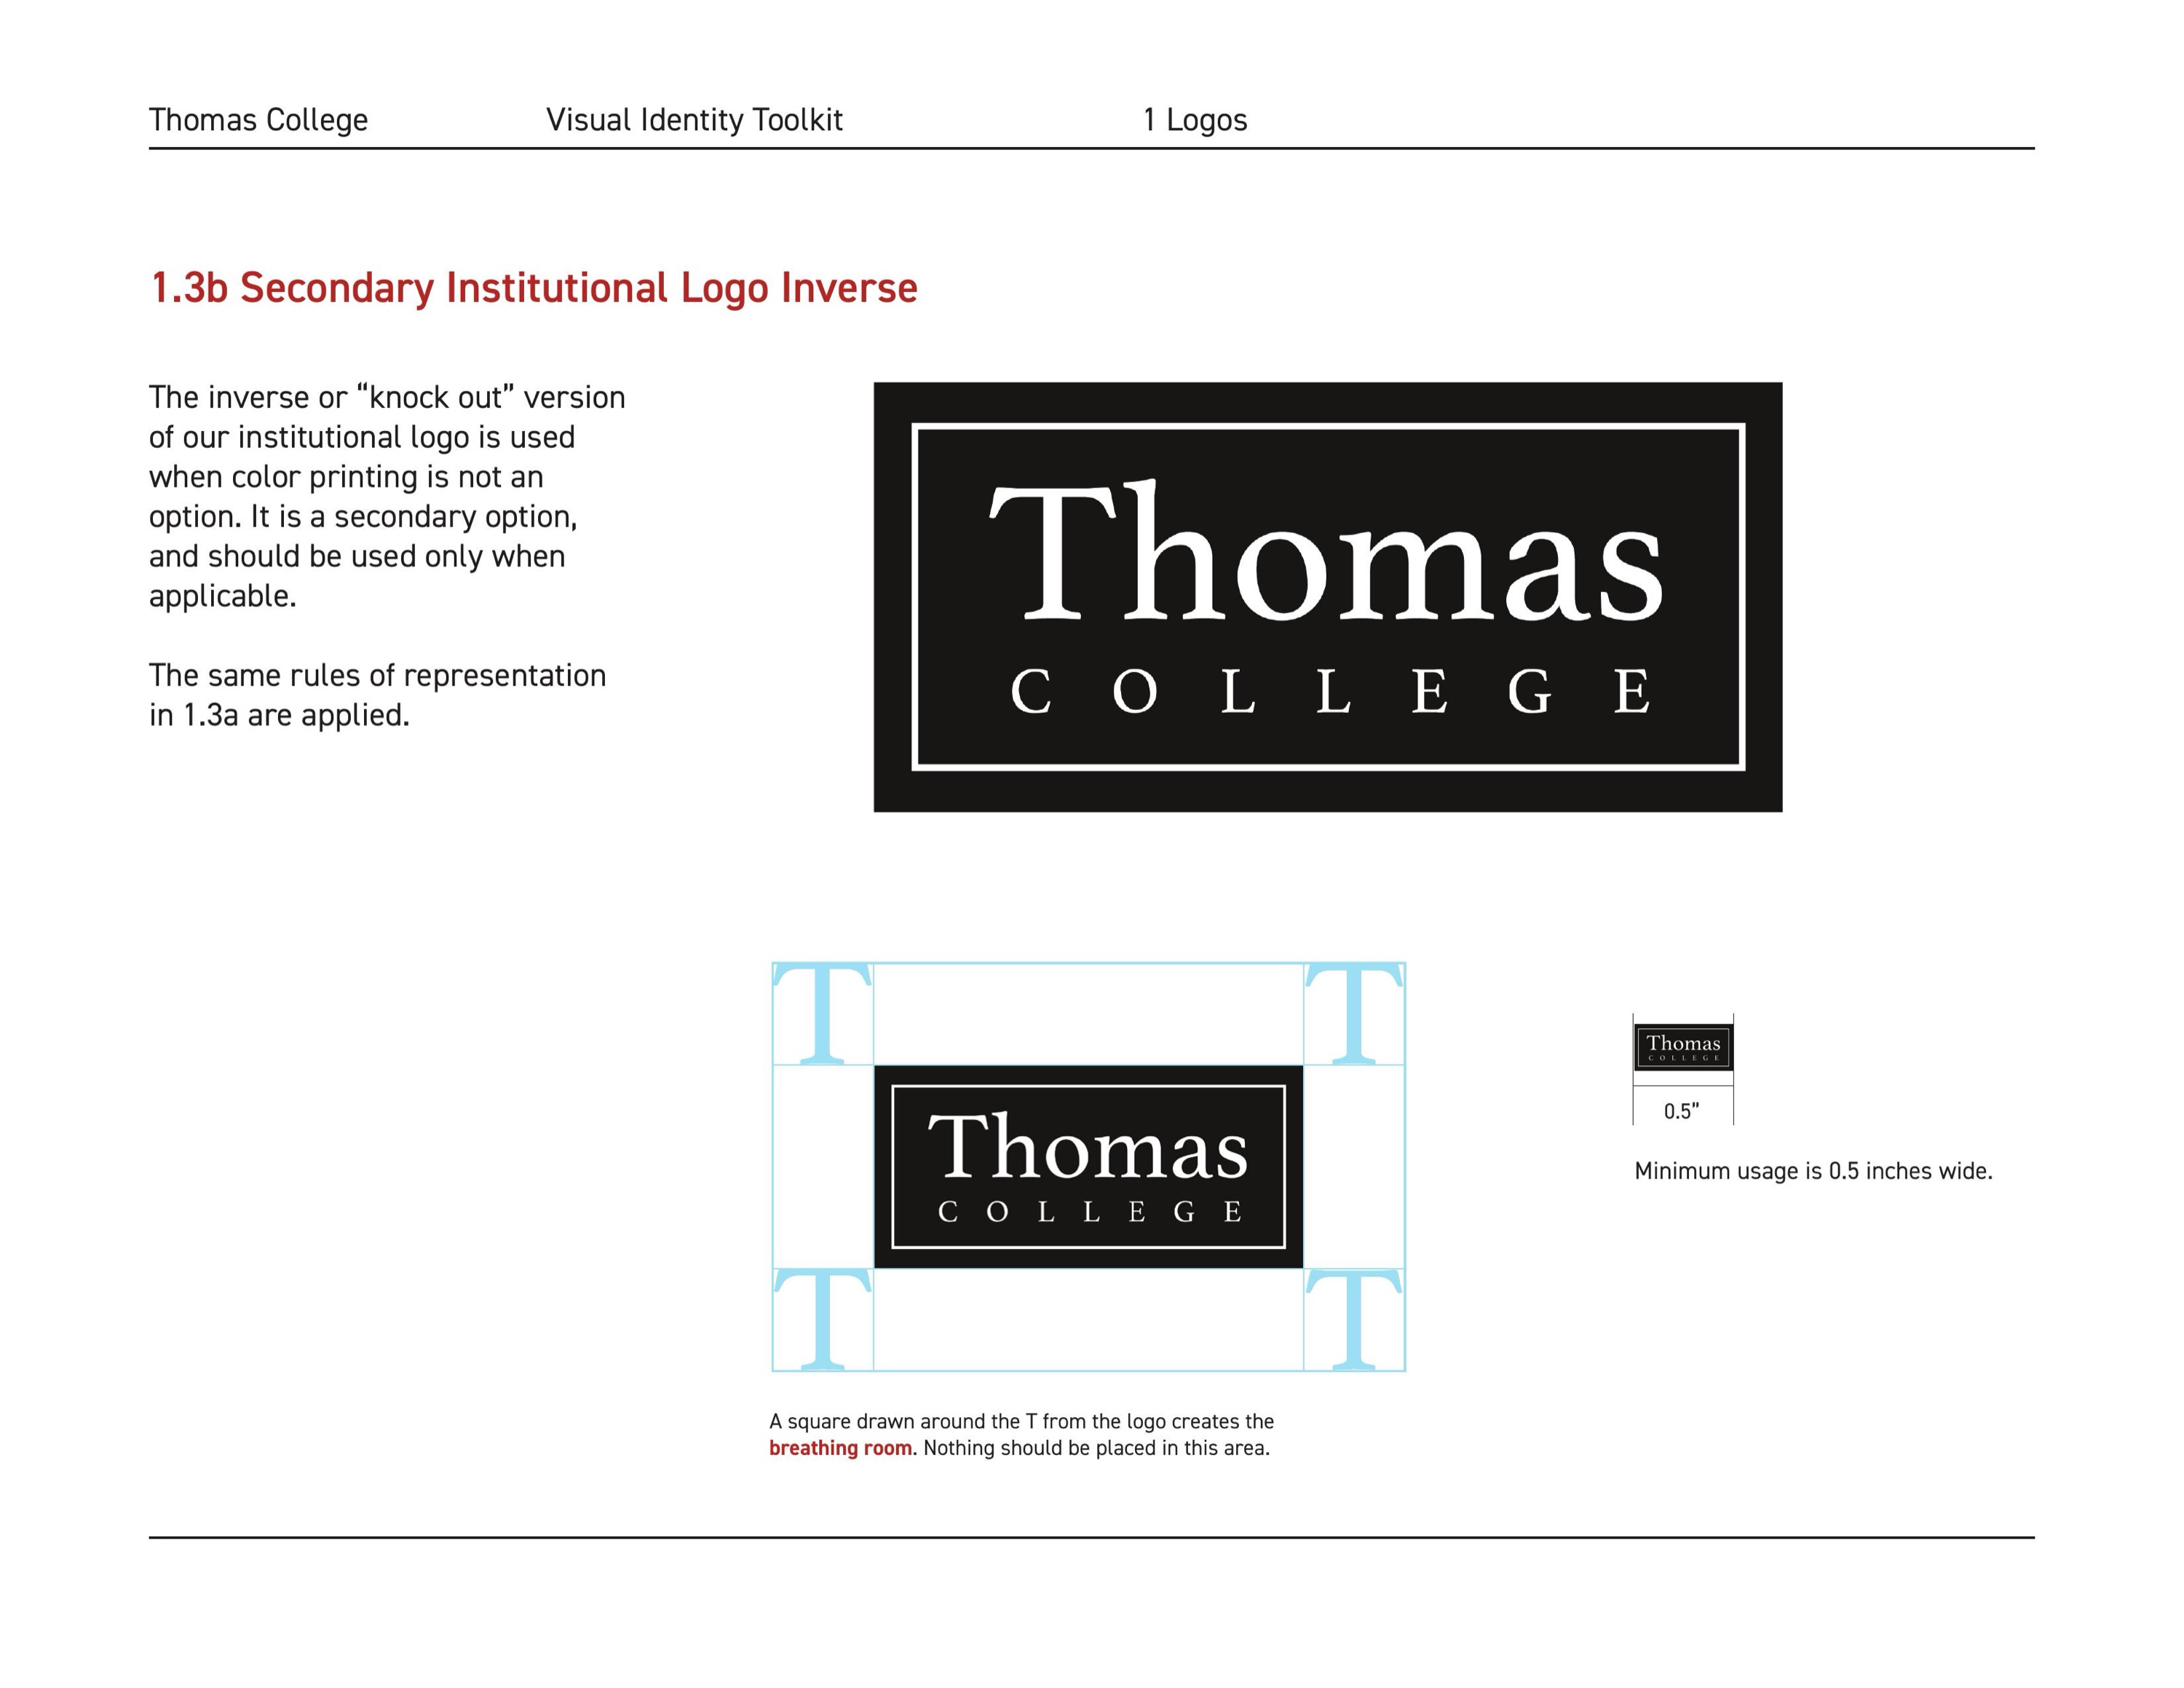 Thomas College Visual Identity Toolkit 1 Logos
1.3b Secondary Institutional Logo Inverse
The inverse or “knock out” version
of our institutional logo is used
when color printing is not an
option. It is a secondary option,
and should be used only when
applicable.
The same rules of representation
in 1.3a are applied.
Thomas
COLLEGE
T T
Thomas
COLLEGE
T T
A square drawn around the T from the logo creates the
breathing room. Nothing should be placed in this area.
Thomas
COLLEGE
0.5”
Minimum usage is 0.5 inches wide.